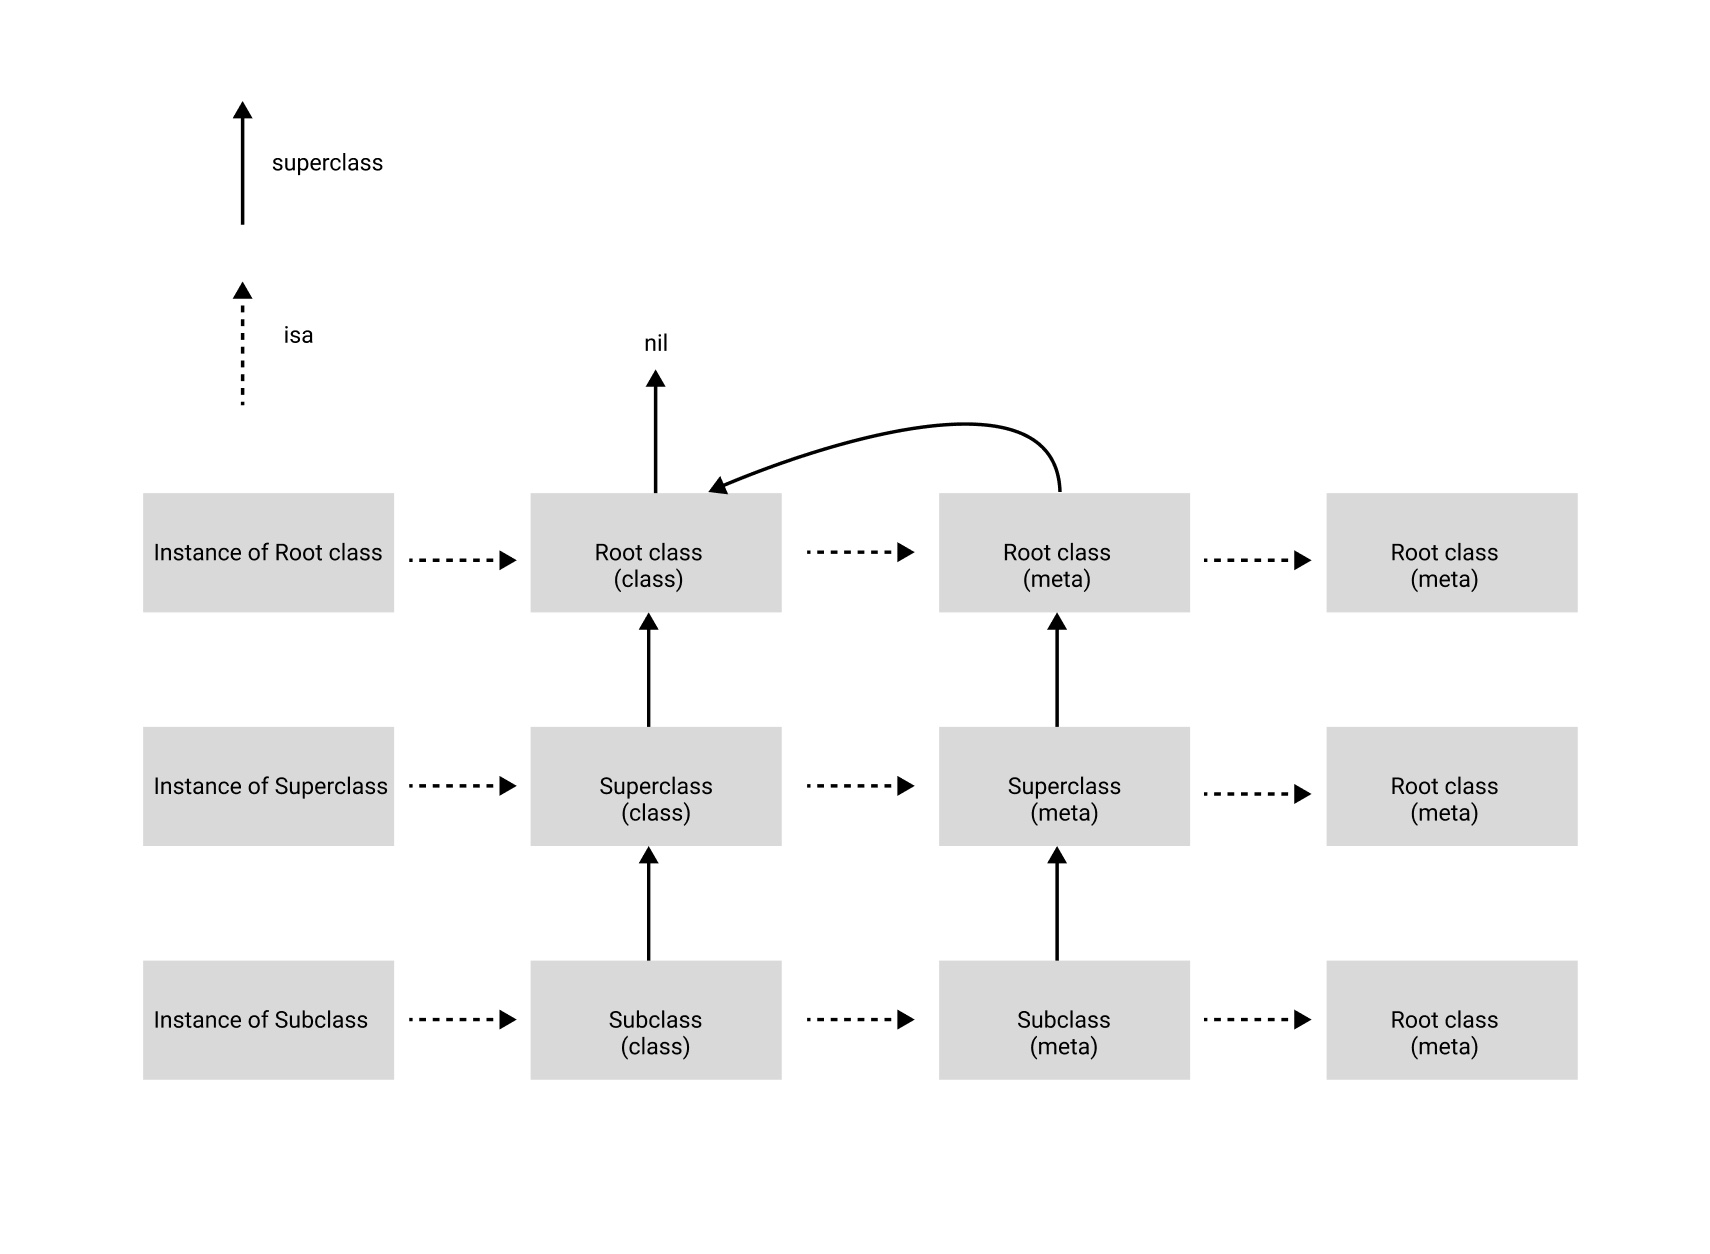 superclass
isa
nil
Instance of Root class
Root class
(class)
Root class
(meta)
Root class
(meta)
Instance of Superclass
Superclass
(class)
Superclass
(meta)
Root class
(meta)
Instance of Subclass
Subclass
(class)
Subclass
(meta)
Root class
(meta)